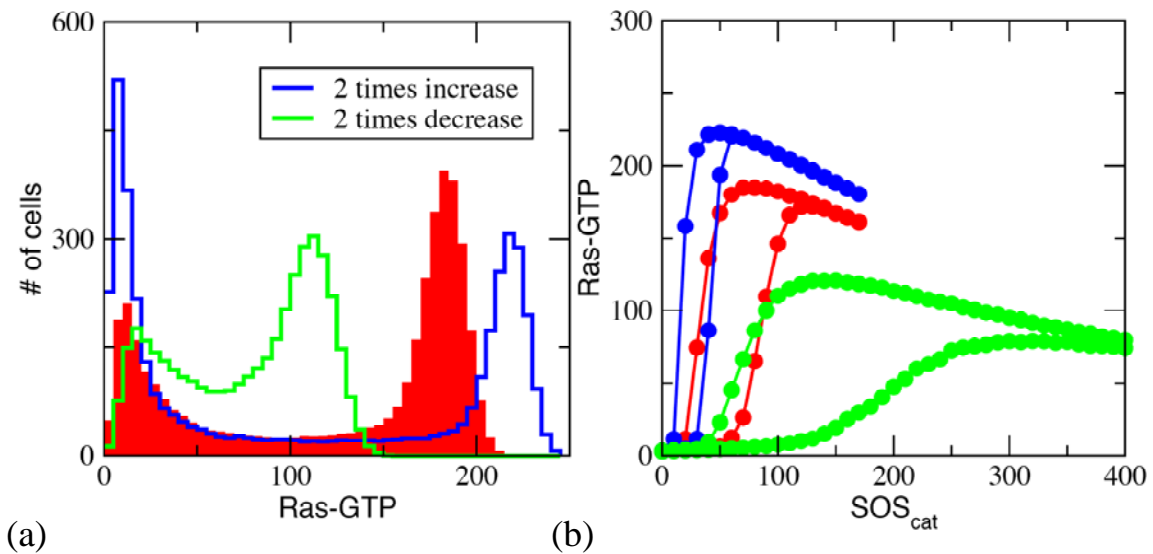 600
300
0
# of cells
2 times increase
2 times decrease
0 100 200
Ras-GTP
(a)
300
200
100
0
Ras-GTP
0 100 200 300 400
SOS_cat
(b)